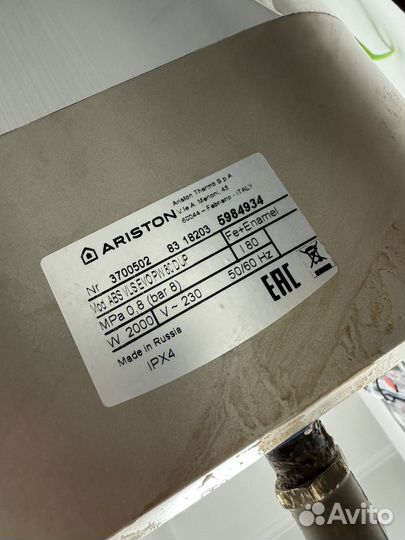 ARISTON
Ariston Thermo S.p.A.
V.le A. Merloni, 45
60044 – Fabriano - ITALY
Nr 3700502 83 18203 5984934
Mod ABS VLS EVO PW 80 D UP Fe+Enamel
MPa 0,8 (bar 8) l 80
W 2000 V ~ 230 50/60 Hz
Made in Russia
IPX4
EAC
Avito